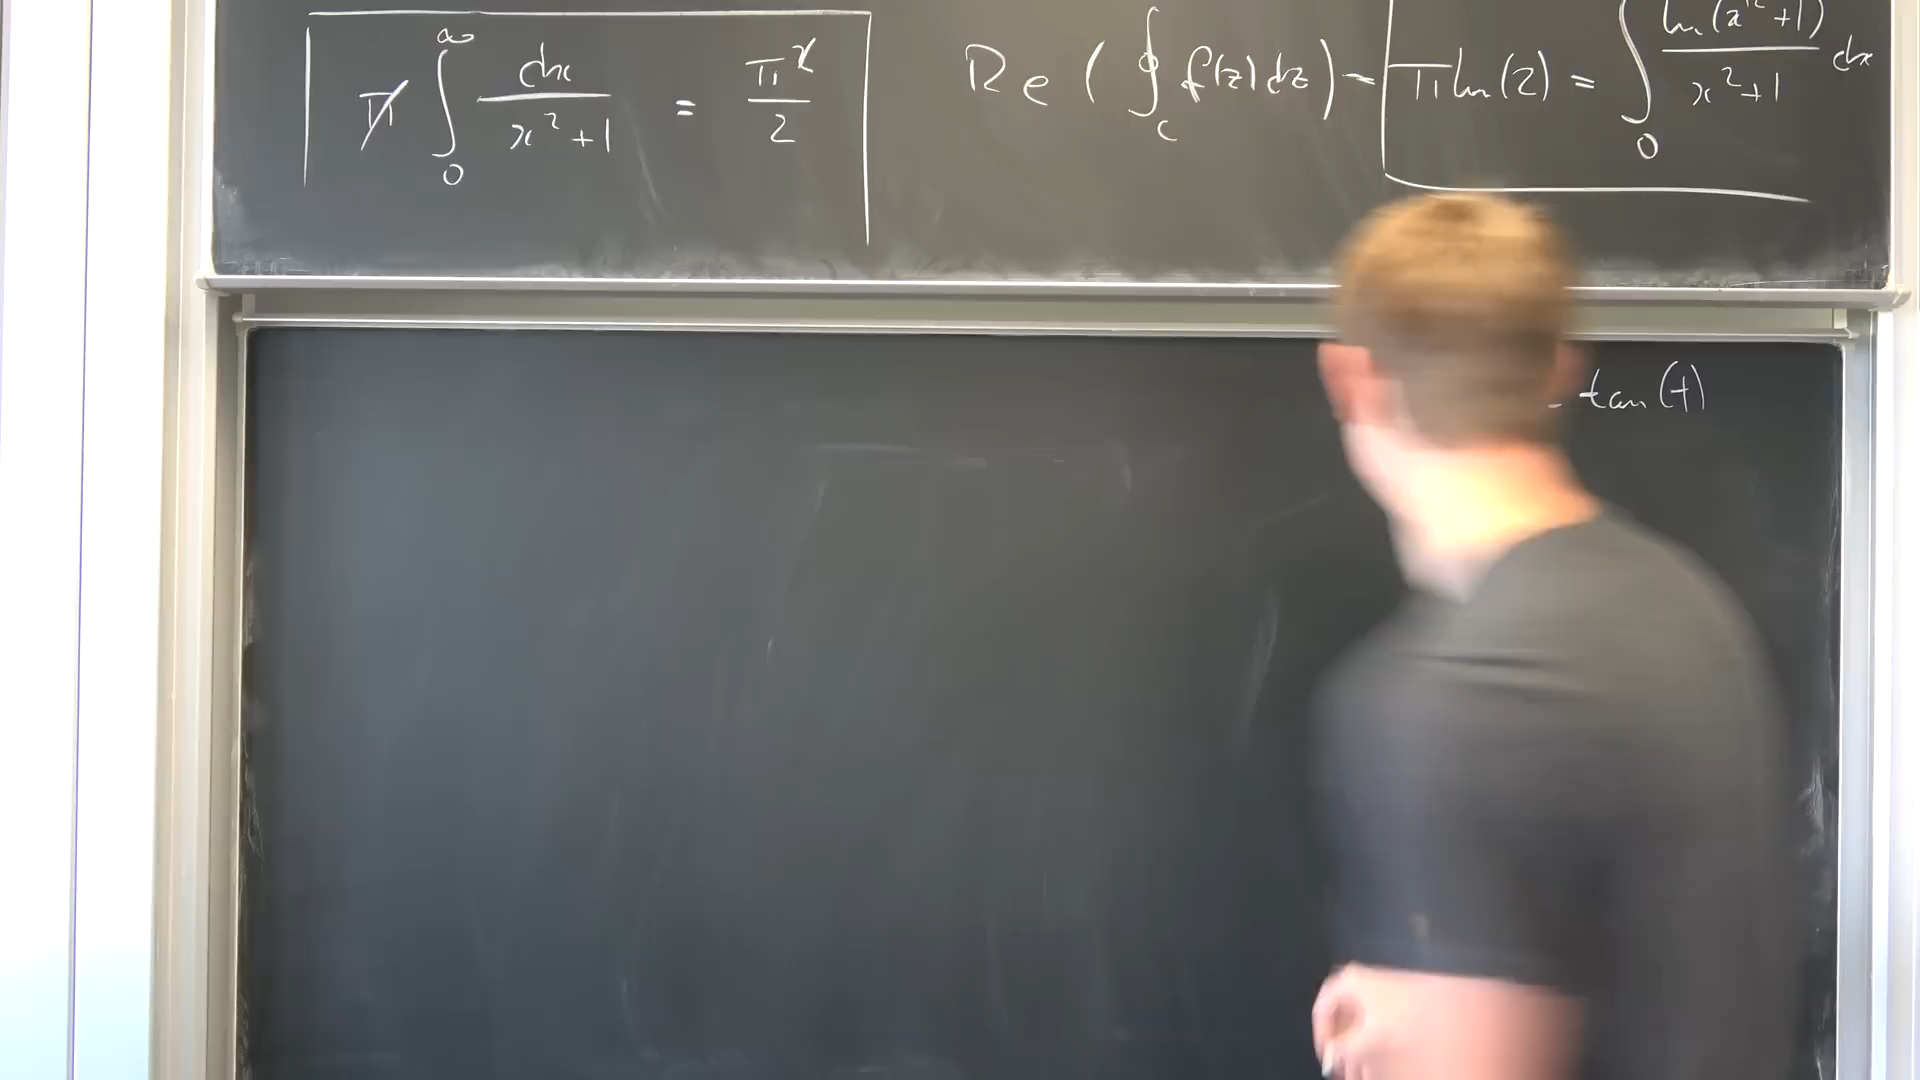 π ∫₀^∞ dx / (x² + 1) = π² / 2
Re ( ∮_C f(z) dz ) = π ln(2) = ∫₀ ln(x² + 1) / (x² + 1) dx
= tan(t)